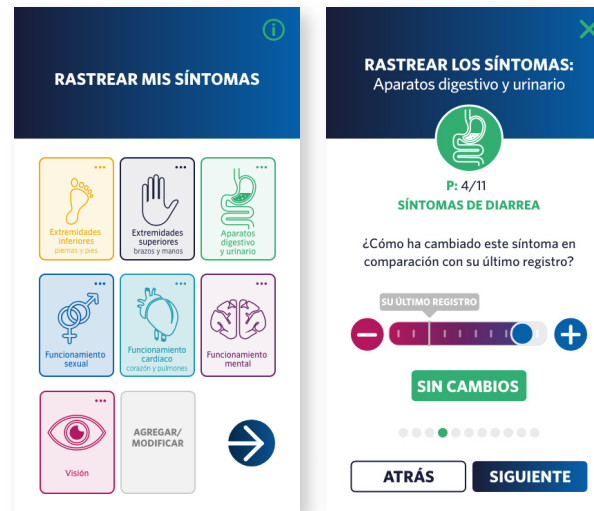 RASTREAR MIS SÍNTOMAS
Extremidades
inferiores
piernas y pies
Extremidades
superiores
brazos y manos
Aparatos
digestivo
y urinario
Funcionamiento
sexual
Funcionamiento
cardíaco
corazón y pulmones
Funcionamiento
mental
Visión
AGREGAR/
MODIFICAR
RASTREAR LOS SÍNTOMAS:
Aparatos digestivo y urinario
P: 4/11
SÍNTOMAS DE DIARREA
¿Cómo ha cambiado este síntoma en
comparación con su último registro?
SU ÚLTIMO REGISTRO
SIN CAMBIOS
ATRÁS
SIGUIENTE